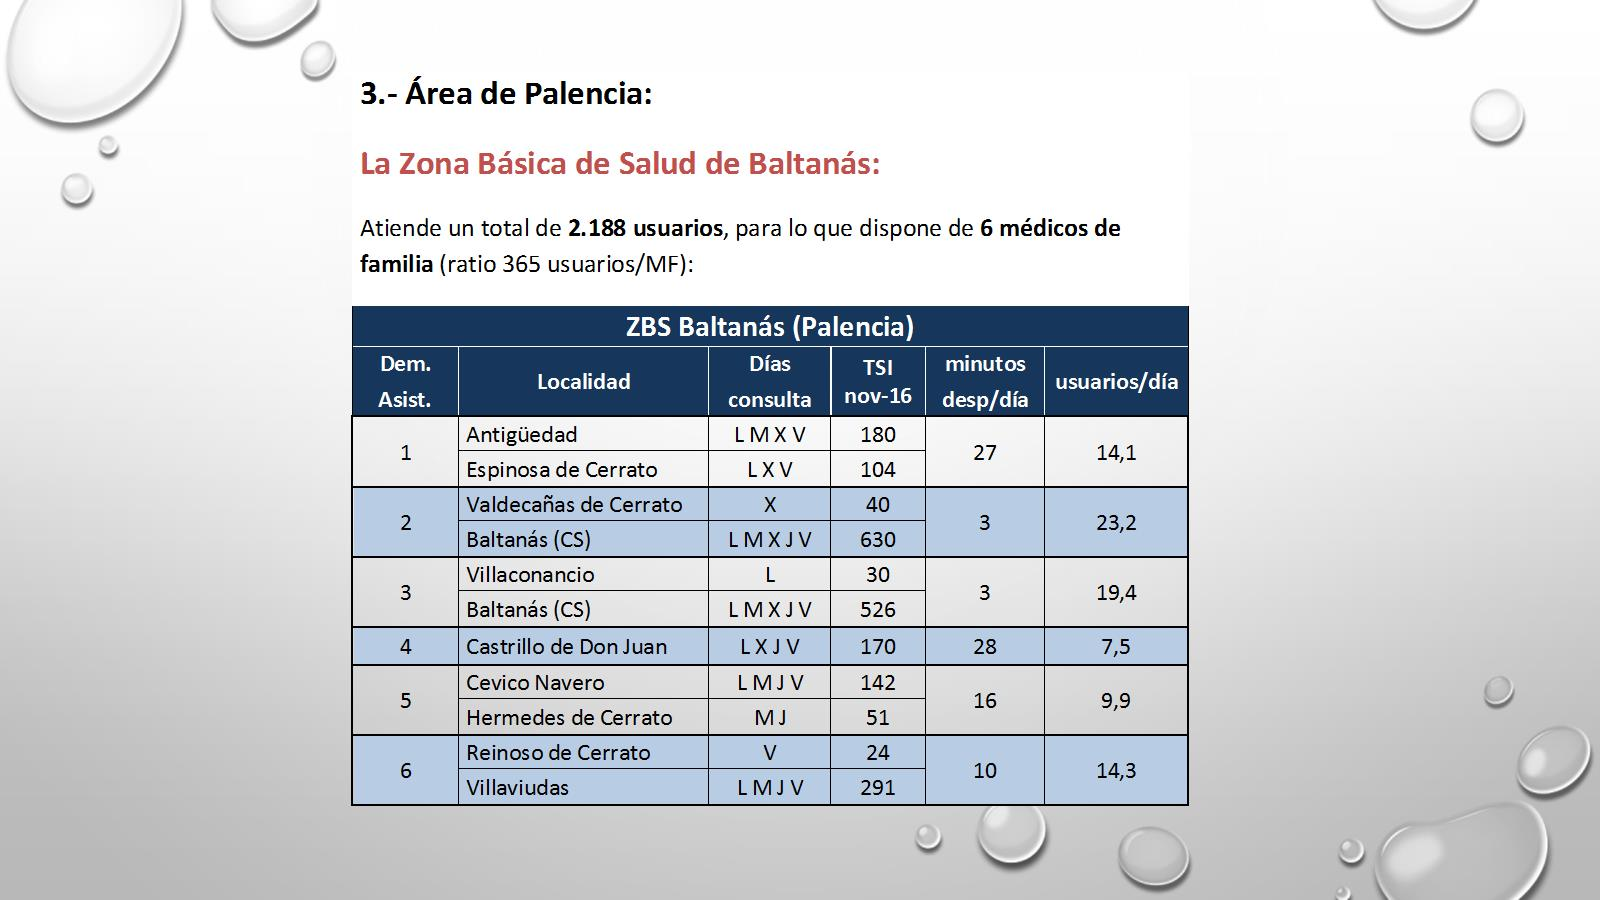 3.- Área de Palencia:
La Zona Básica de Salud de Baltanás:
Atiende un total de 2.188 usuarios, para lo que dispone de 6 médicos de
familia (ratio 365 usuarios/MF):
ZBS Baltanás (Palencia)
Dem. Asist. Localidad Días consulta TSI nov-16 minutos desp/día usuarios/día
1 Antigüedad L M X V 180 27 14,1
Espinosa de Cerrato L X V 104
2 Valdecañas de Cerrato X 40 3 23,2
Baltanás (CS) L M X J V 630
3 Villaconancio L 30 3 19,4
Baltanás (CS) L M X J V 526
4 Castrillo de Don Juan L X J V 170 28 7,5
5 Cevico Navero L M J V 142 16 9,9
Hermedes de Cerrato M J 51
6 Reinoso de Cerrato V 24 10 14,3
Villaviudas L M J V 291